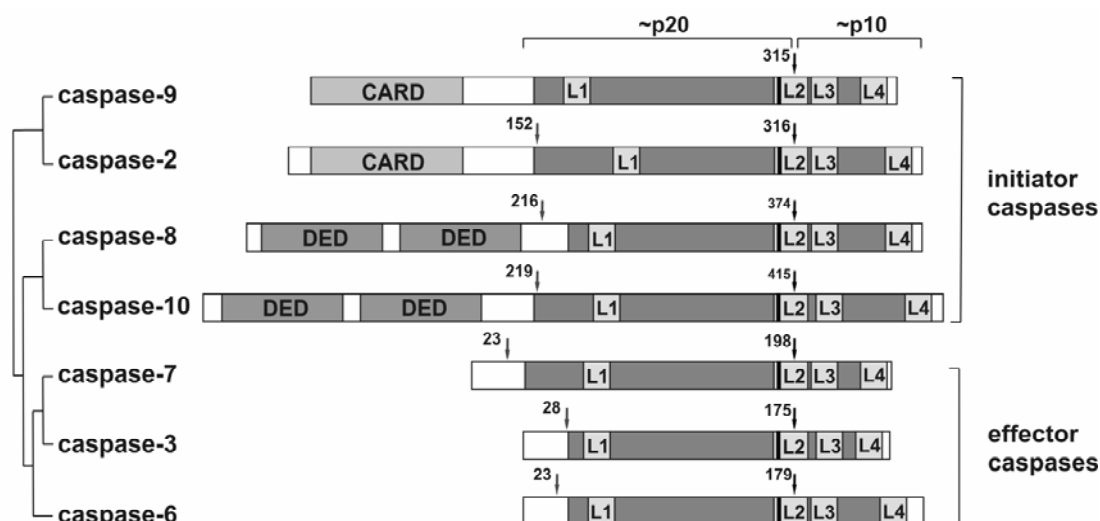 ~p20 ~p10
315
caspase-9 CARD L1 L2 L3 L4
152 316
caspase-2 CARD L1 L2 L3 L4
initiator
caspases
216 374
caspase-8 DED DED L1 L2 L3 L4
219 415
caspase-10 DED DED L1 L2 L3 L4
23 198
caspase-7 L1 L2 L3 L4
28 175
caspase-3 L1 L2 L3 L4
effector
caspases
23 179
caspase-6 L1 L2 L3 L4